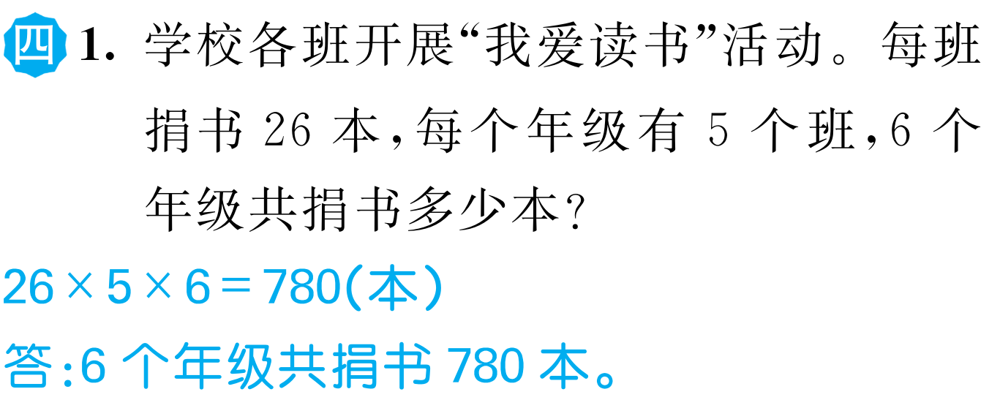 四 1. 学校各班开展“我爱读书”活动。每班
捐书 26 本,每个年级有 5 个班,6 个
年级共捐书多少本?
26×5×6=780(本)
答:6 个年级共捐书 780 本。